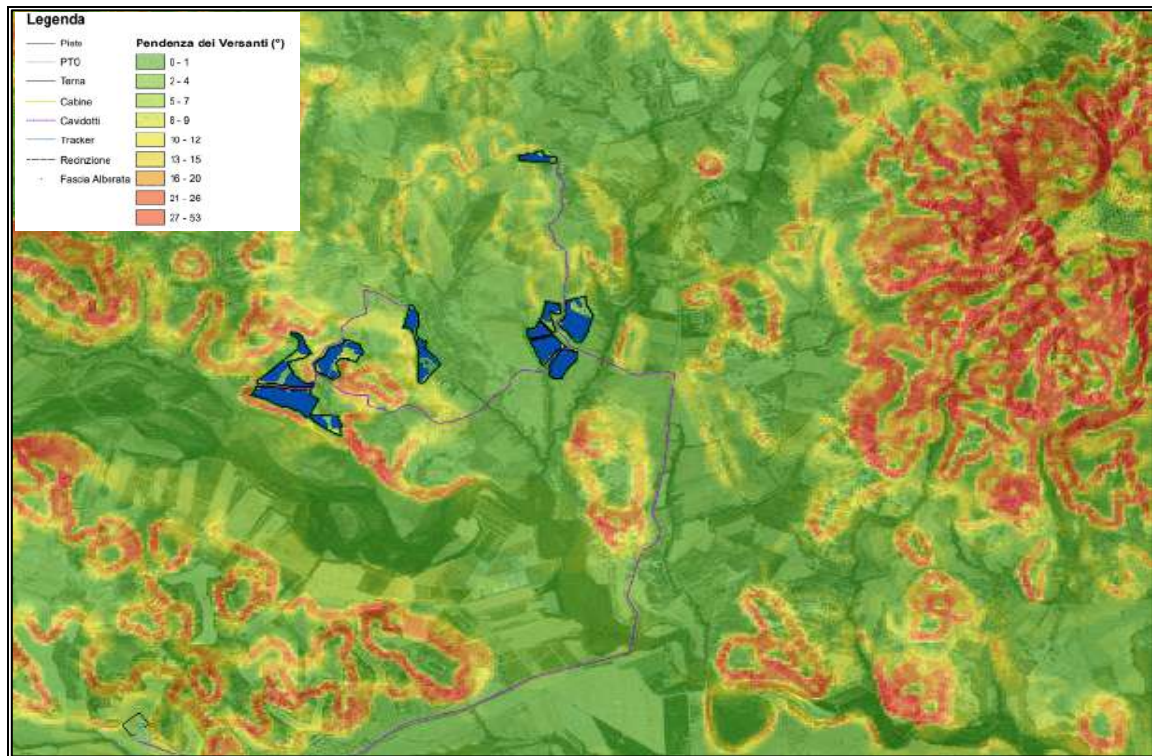 Legenda
Piste
PTO
Terna
Cabine
Cavidotti
Tracker
Recinzione
Fascia Alberata
Pendenza dei Versanti (°)
0 - 1
2 - 4
5 - 7
8 - 9
10 - 12
13 - 15
16 - 20
21 - 26
27 - 53